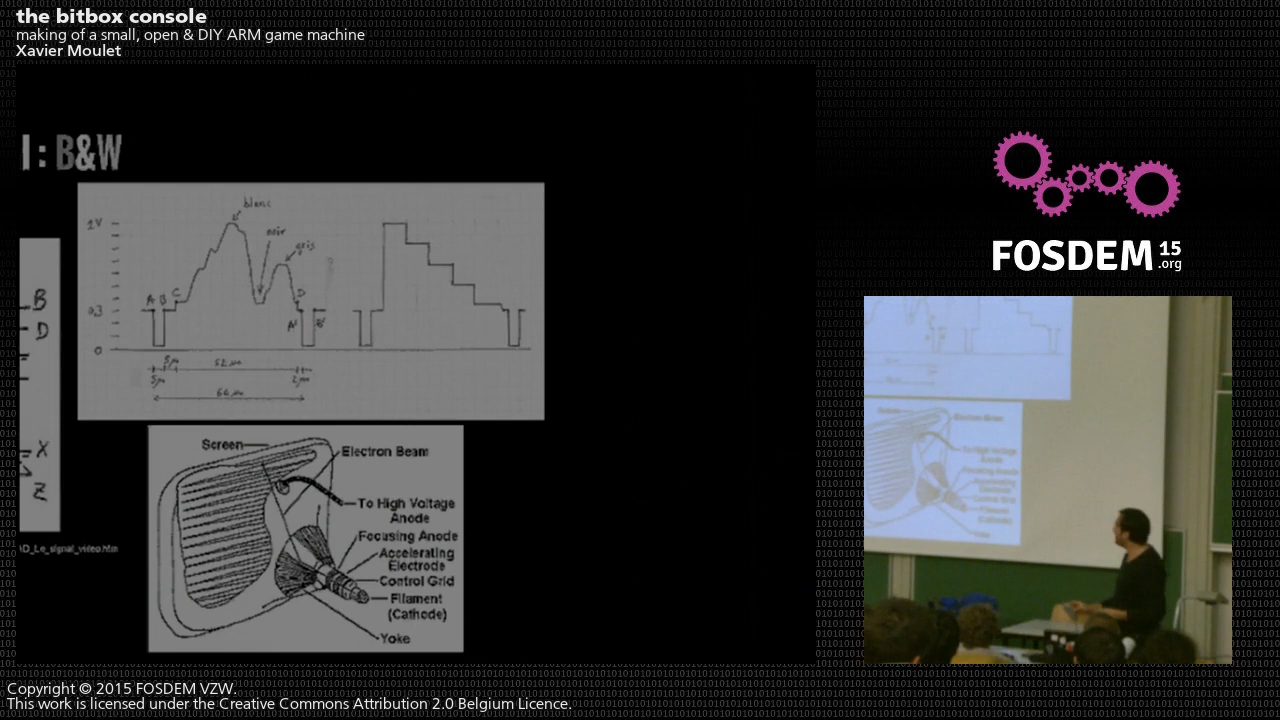 the bitbox console
making of a small, open & DIY ARM game machine
Xavier Moulet
I : B&W
1V
blanc
noir
gris
A B C
D
0,3
A' B'
0
52 µs
64 µs
B
D
X
Screen
Electron Beam
To High Voltage
Anode
Focusing Anode
Accelerating
Electrode
Control Grid
Filament
(Cathode)
Yoke
D_Le_signal_video.htm
FOSDEM 15
.org
Copyright © 2015 FOSDEM VZW.
This work is licensed under the Creative Commons Attribution 2.0 Belgium Licence.